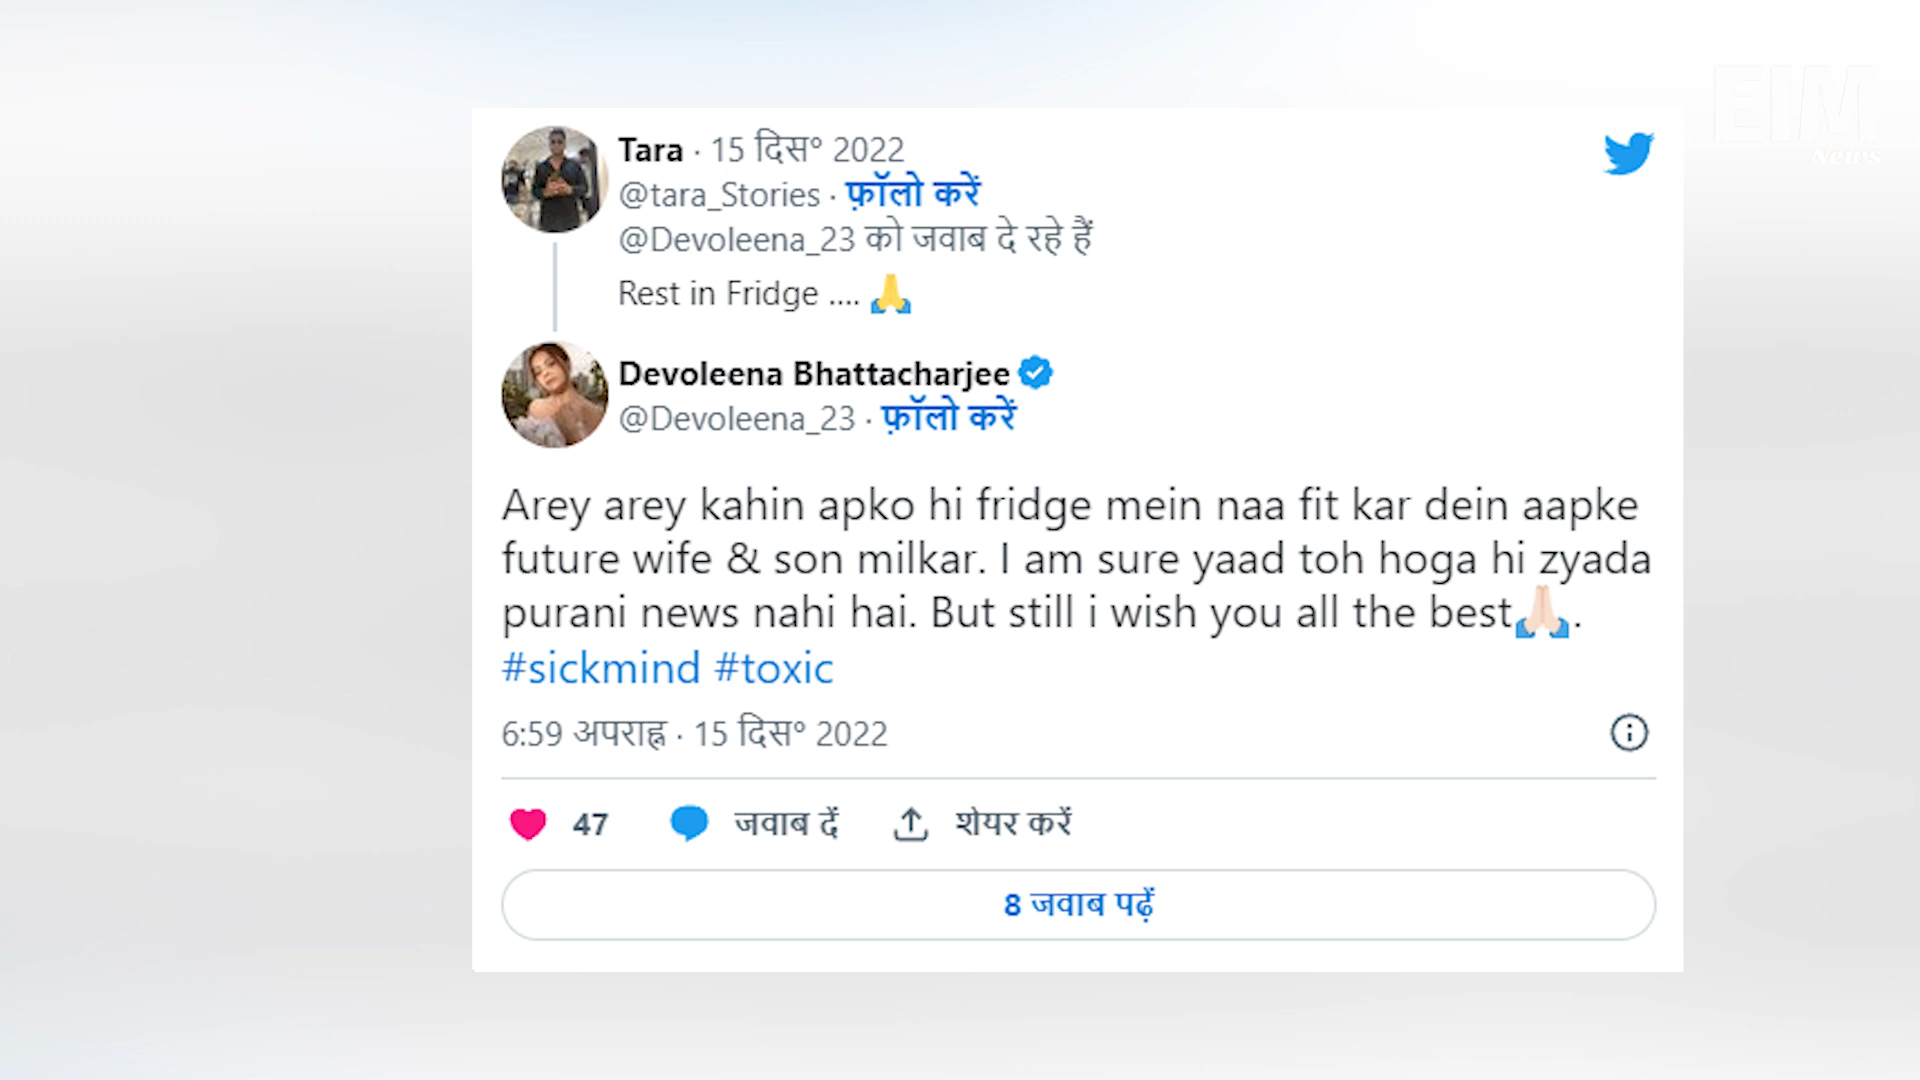 EIM
News
Tara · 15 दिस॰ 2022
@tara_Stories · फ़ॉलो करें
@Devoleena_23 को जवाब दे रहे हैं
Rest in Fridge .... 🙏
Devoleena Bhattacharjee
@Devoleena_23 · फ़ॉलो करें
Arey arey kahin apko hi fridge mein naa fit kar dein aapke
future wife & son milkar. I am sure yaad toh hoga hi zyada
purani news nahi hai. But still i wish you all the best🙏🏻.
#sickmind #toxic
6:59 अपराह्न · 15 दिस॰ 2022
47 जवाब दें शेयर करें
8 जवाब पढ़ें